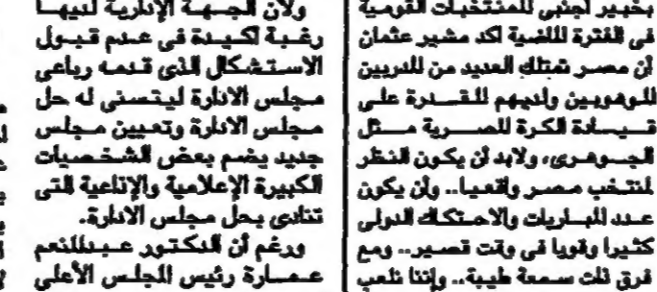 بخبير أجنبى للمنتخبات القومية
فى الفترة الماضية أكد مشير عثمان
أن مصر تمتلك العديد من المدربين
الموهوبين ولديهم القدرة على
قيادة الكرة المصرية مثل
الجوهرى، ولابد أن يكون النظر
لمنتخب مصر واقعيا.. وأن يكون
عدد المباريات والاحتكاك الدولى
كثيرا وقويا فى وقت قصير.. ومع
فرق ذات سمعة طيبة.. وإننا نلعب
ولأن الجهة الإدارية لديها
رغبة أكيدة فى عدم قبول
الاستشكال الذى قدمه رباعى
مجلس الادارة ليتسنى له حل
مجلس الادارة وتعيين مجلس
جديد يضم بعض الشخصيات
الكبيرة الإعلامية والإذاعية التى
تنادى بحل مجلس الادارة.
ورغم أن الدكتور عبدالمنعم
عمارة رئيس المجلس الأعلى